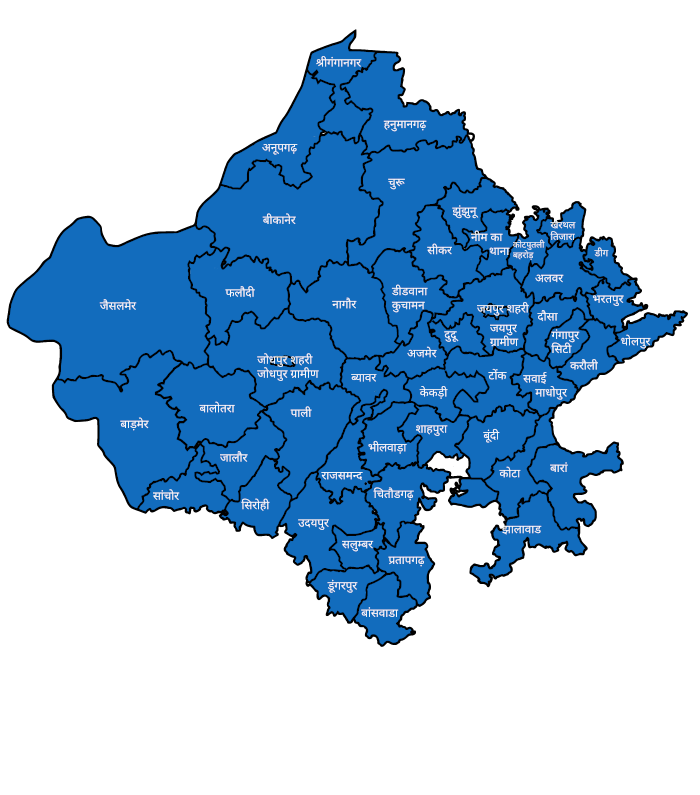 श्रीगंगानगर
हनुमानगढ़
अनूपगढ़
चुरू
बीकानेर
झुंझुनू
नीम का
थाना
खैरथल
तिजारा
कोटपुतली
बहरोड़
सीकर
डीग
अलवर
जैसलमेर
फलौदी
नागौर
डीडवाना
कुचामन
भरतपुर
जयपुर शहरी
जयपुर
ग्रामीण
दौसा
दुदू
गंगापुर
सिटी
धोलपुर
अजमेर
जोधपुर शहरी
जोधपुर ग्रामीण
करौली
ब्यावर
टोंक
सवाई
माधोपुर
केकड़ी
बालोतरा
पाली
बाड़मेर
शाहपुरा
बूंदी
भीलवाड़ा
जालौर
कोटा
बारां
राजसमन्द
सांचोर
चितौडगढ़
सिरोही
उदयपुर
झालावाड
सलुम्बर
प्रतापगढ़
डूंगरपुर
बांसवाडा